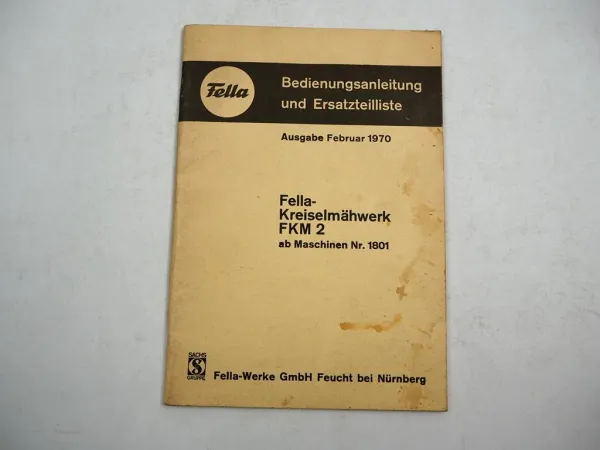 Fella
Bedienungsanleitung
und Ersatzteilliste
Ausgabe Februar 1970
Fella-
Kreiselmähwerk
FKM 2
ab Maschinen Nr. 1801
SACHS
S
GRUPPE
Fella-Werke GmbH Feucht bei Nürnberg